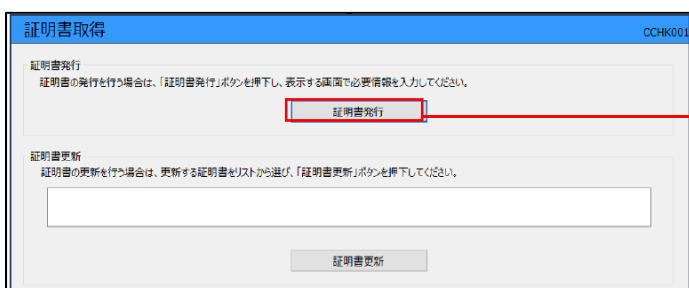 証明書取得
CCHK001
証明書発行
証明書の発行を行う場合は、「証明書発行」ボタンを押下し、表示する画面で必要情報を入力してください。
証明書発行
証明書更新
証明書の更新を行う場合は、更新する証明書をリストから選び、「証明書更新」ボタンを押下してください。
証明書更新